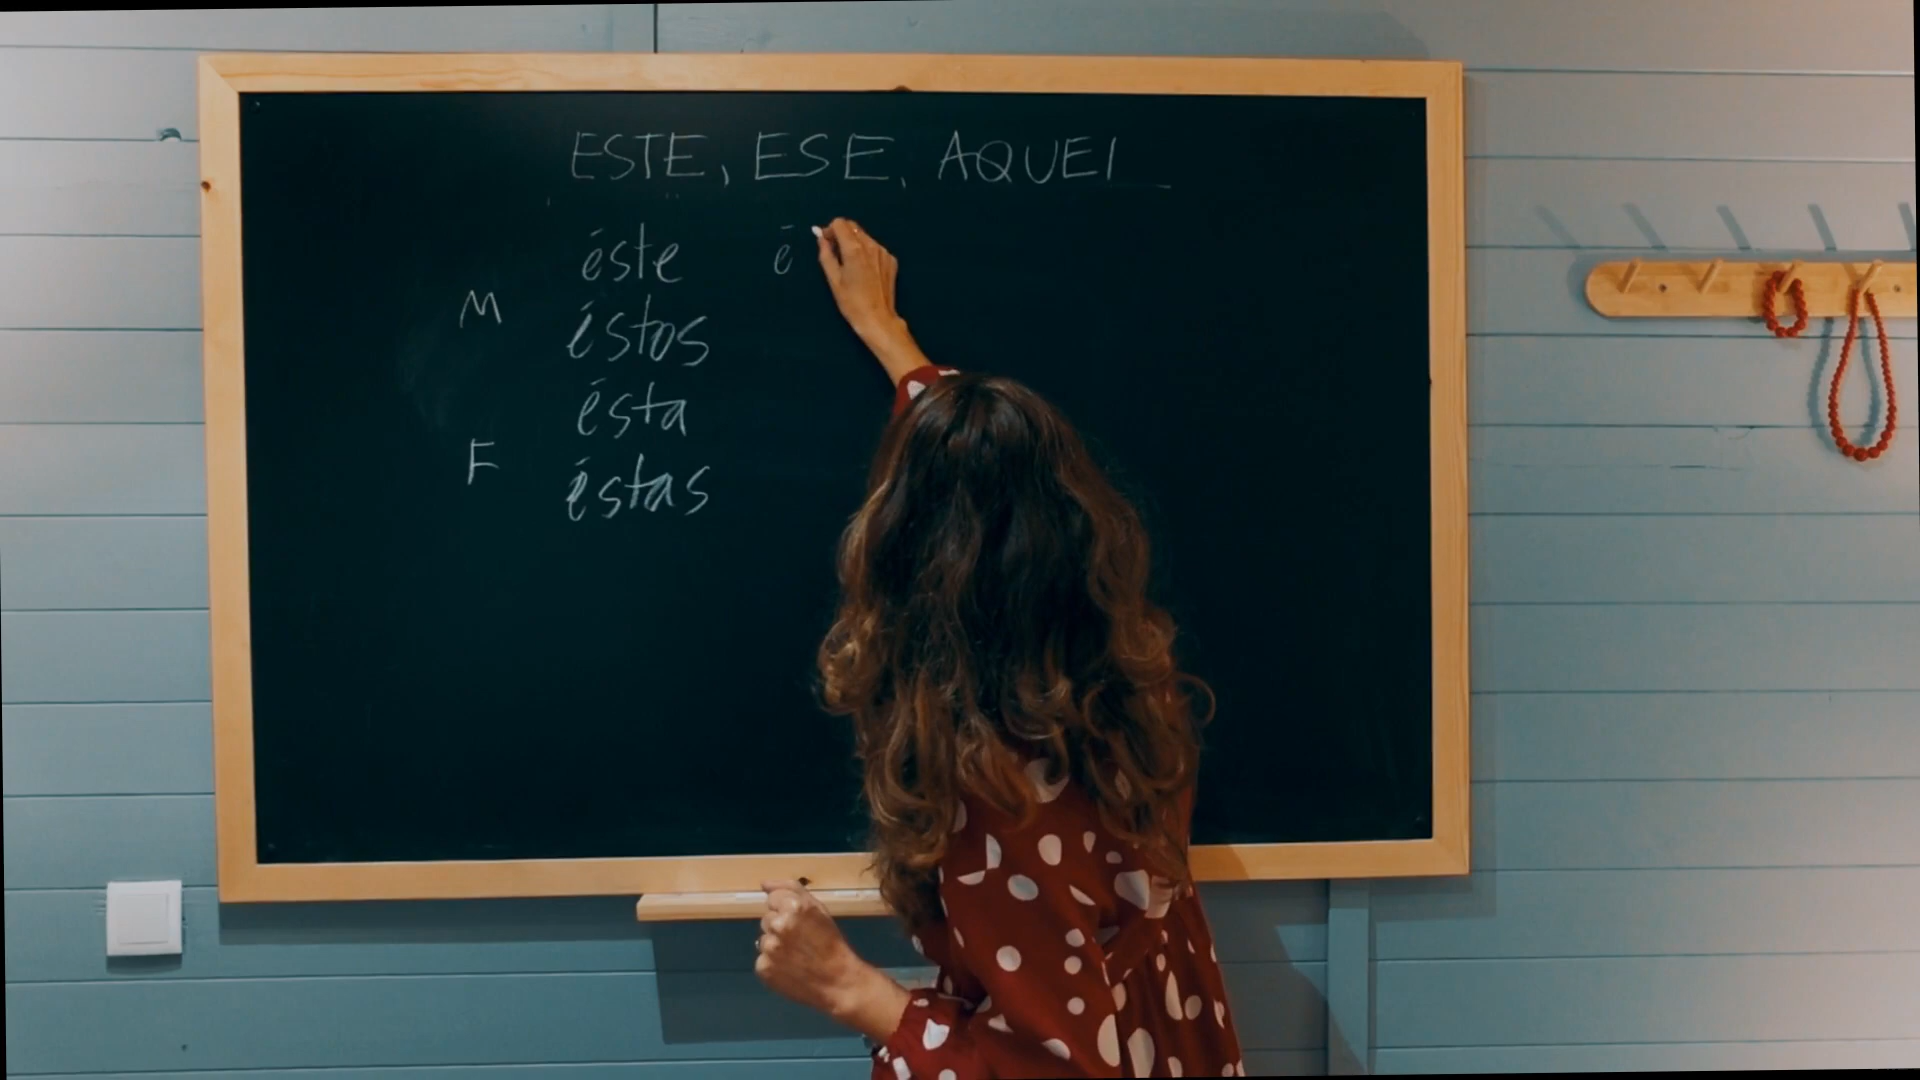 ESTE, ESE, AQUEl
éste é
M
éstos
ésta
F
éstas